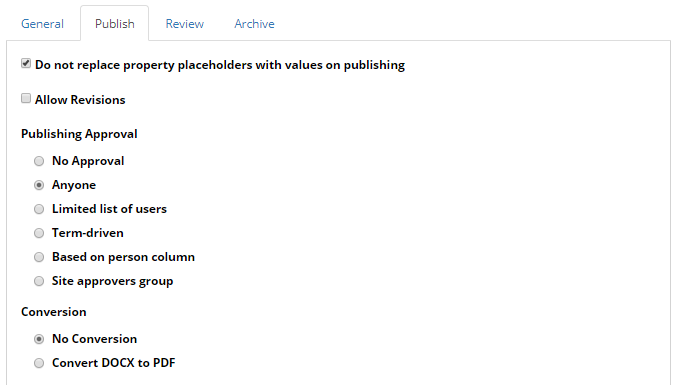 General Publish Review Archive
Do not replace property placeholders with values on publishing
Allow Revisions
Publishing Approval
No Approval
Anyone
Limited list of users
Term-driven
Based on person column
Site approvers group
Conversion
No Conversion
Convert DOCX to PDF